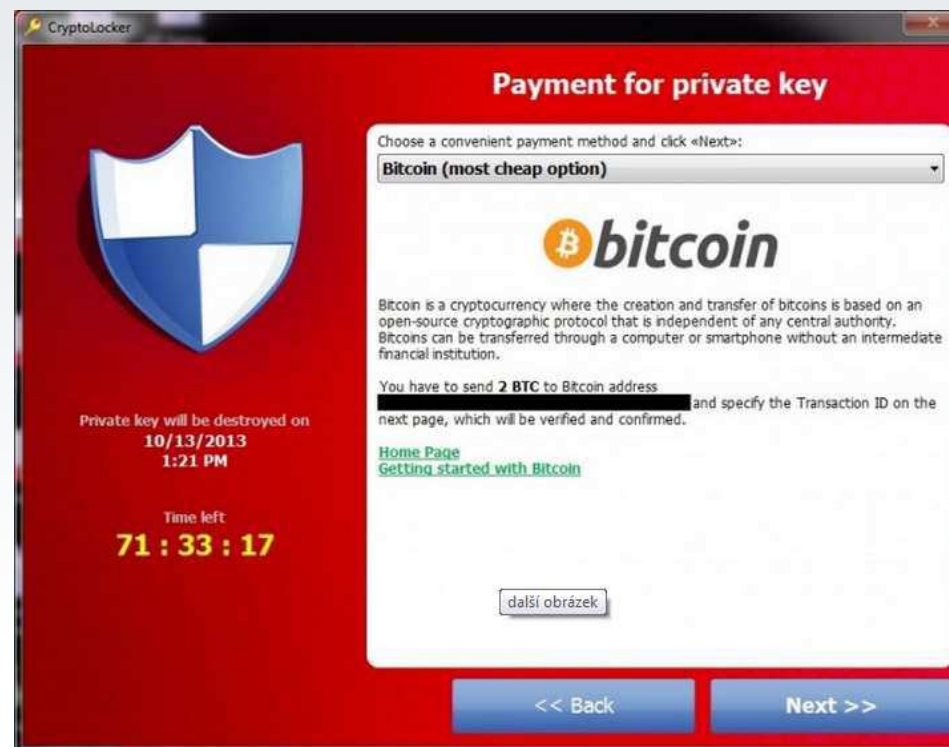 CryptoLocker
Payment for private key
Choose a convenient payment method and click «Next»:
Bitcoin (most cheap option)
bitcoin
Bitcoin is a cryptocurrency where the creation and transfer of bitcoins is based on an
open-source cryptographic protocol that is independent of any central authority.
Bitcoins can be transferred through a computer or smartphone without an intermediate
financial institution.
You have to send 2 BTC to Bitcoin address
and specify the Transaction ID on the
next page, which will be verified and confirmed.
Home Page
Getting started with Bitcoin
Private key will be destroyed on
10/13/2013
1:21 PM
Time left
71 : 33 : 17
další obrázek
<< Back
Next >>